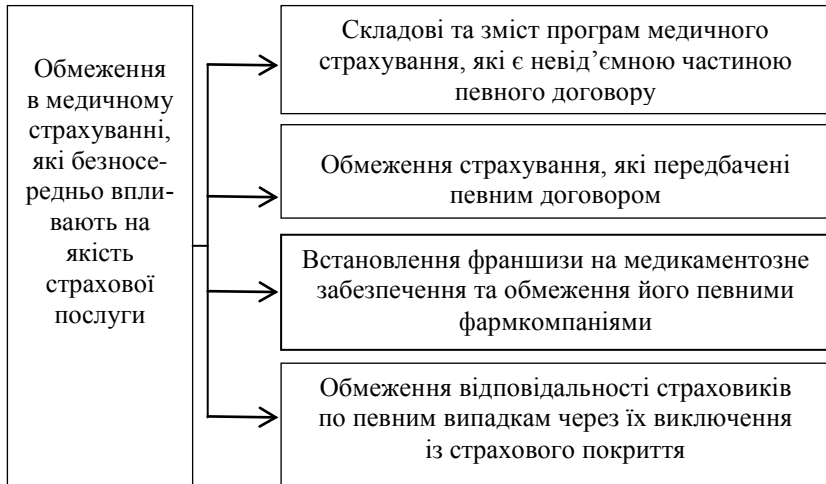 Обмеження
в медичному
страхуванні,
які безносе-
редньо впли-
вають на
якість
страхової
послуги
Складові та зміст програм медичного
страхування, які є невід’ємною частиною
певного договору
Обмеження страхування, які передбачені
певним договором
Встановлення франшизи на медикаментозне
забезпечення та обмеження його певними
фармкомпаніями
Обмеження відповідальності страховиків
по певним випадкам через їх виключення
із страхового покриття